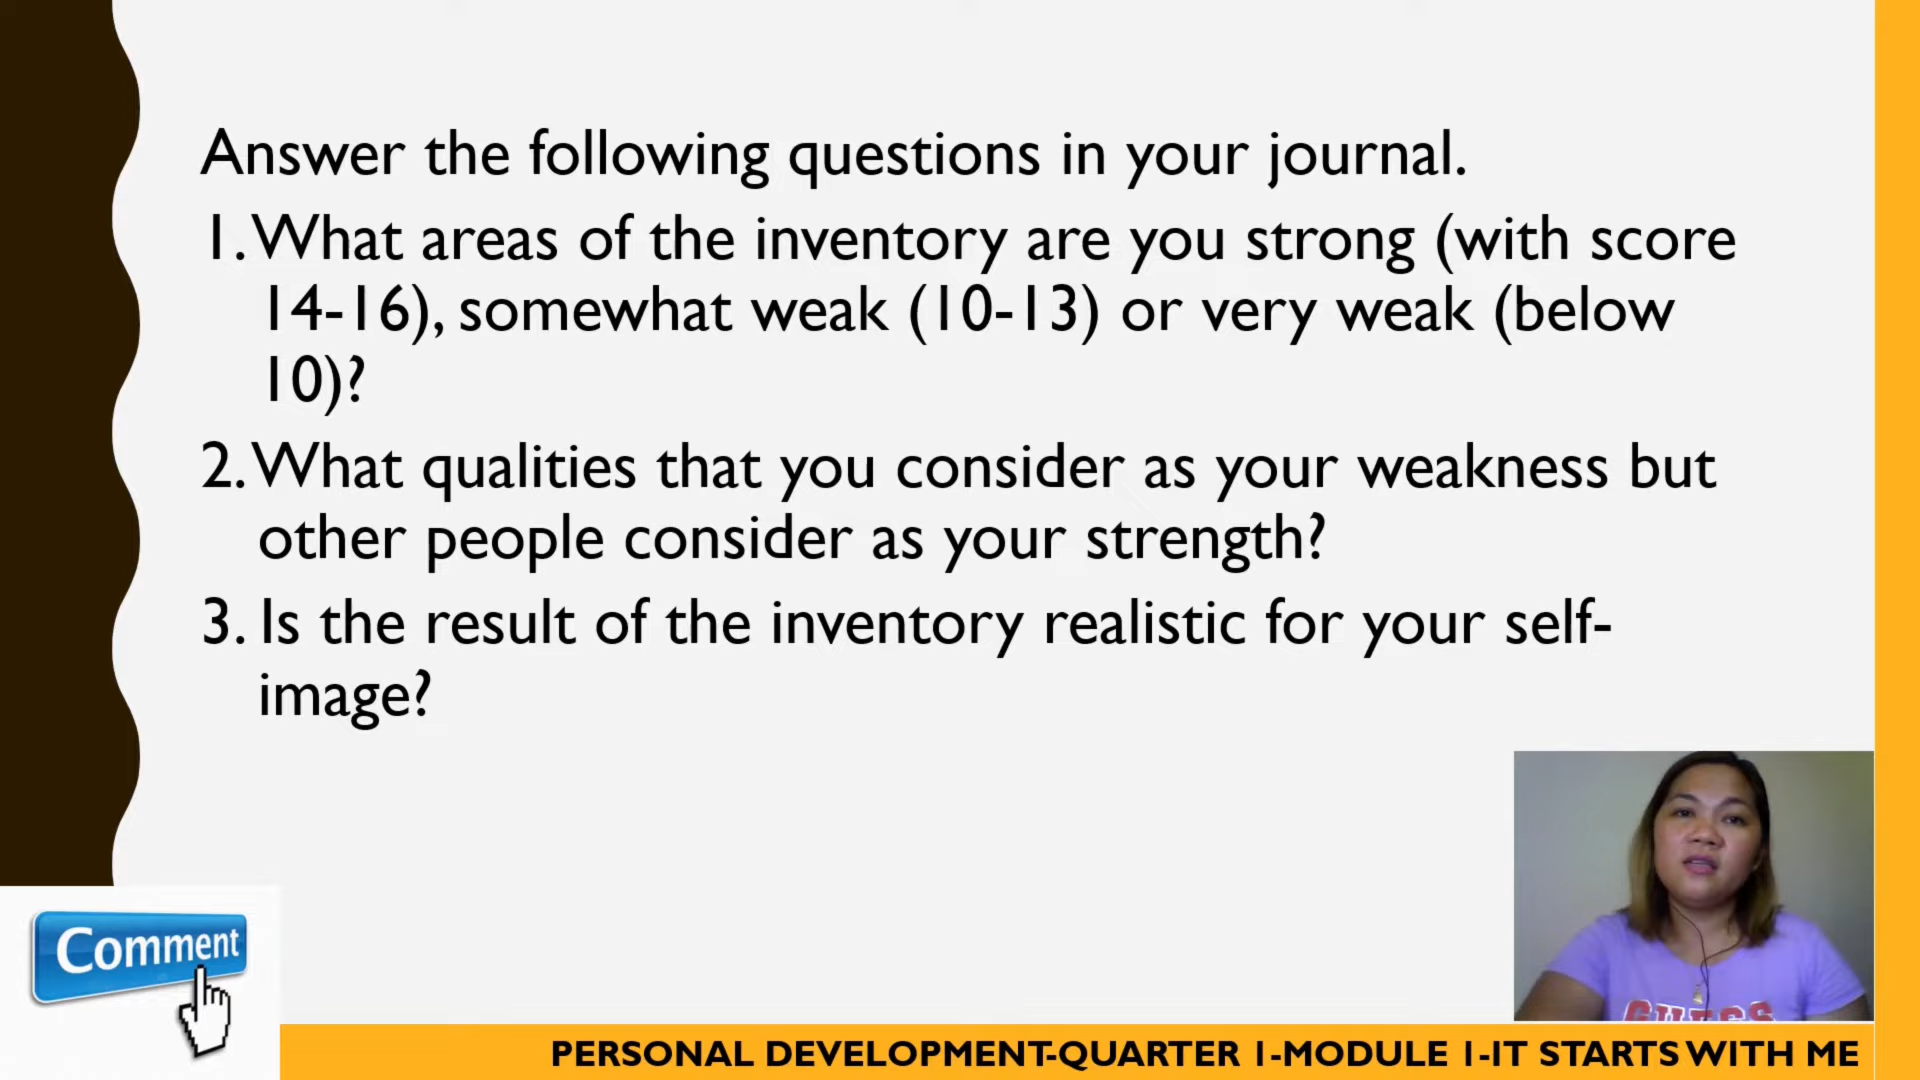 Answer the following questions in your journal.
1. What areas of the inventory are you strong (with score
14-16), somewhat weak (10-13) or very weak (below
10)?
2. What qualities that you consider as your weakness but
other people consider as your strength?
3. Is the result of the inventory realistic for your self-
image?
Comment
GUESS
PERSONAL DEVELOPMENT-QUARTER 1-MODULE 1-IT STARTS WITH ME